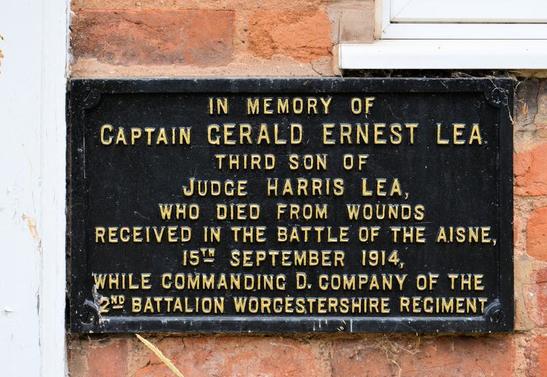 IN MEMORY OF
CAPTAIN GERALD ERNEST LEA
THIRD SON OF
JUDGE HARRIS LEA,
WHO DIED FROM WOUNDS
RECEIVED IN THE BATTLE OF THE AISNE,
15TH SEPTEMBER 1914,
WHILE COMMANDING D. COMPANY OF THE
2ND BATTALION WORCESTERSHIRE REGIMENT